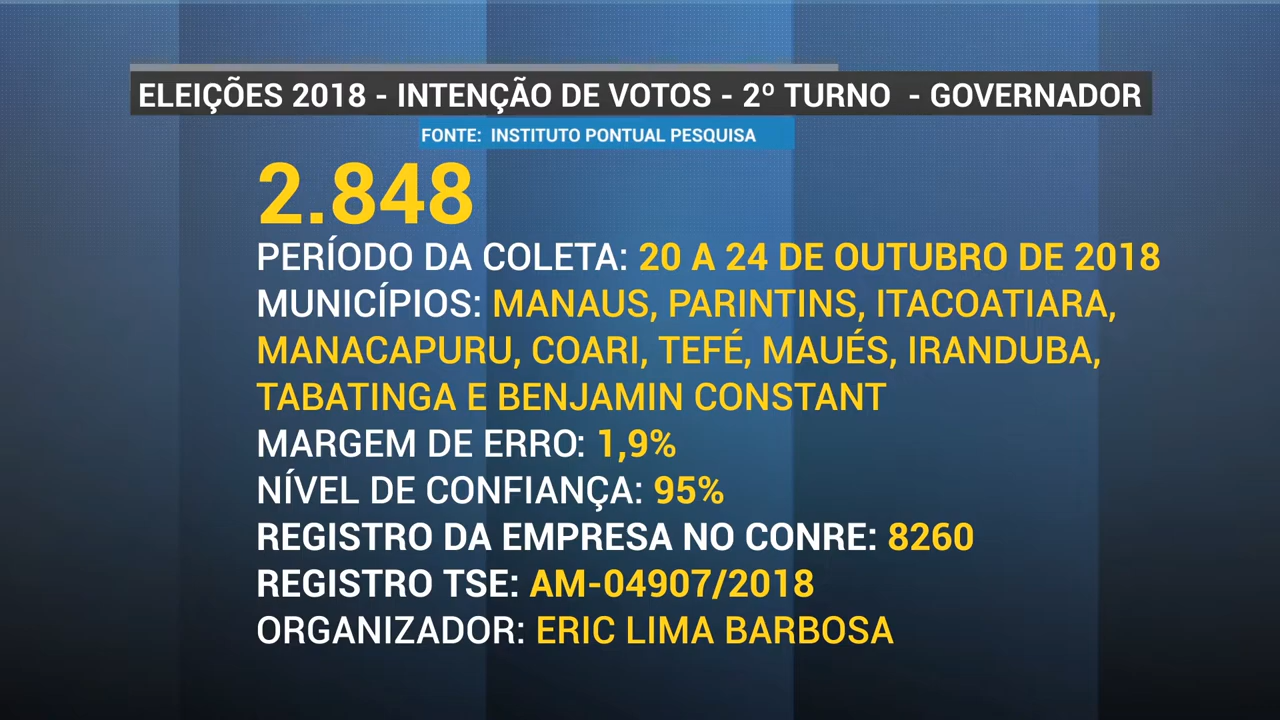 ELEIÇÕES 2018 - INTENÇÃO DE VOTOS - 2º TURNO - GOVERNADOR
FONTE: INSTITUTO PONTUAL PESQUISA
2.848
PERÍODO DA COLETA: 20 A 24 DE OUTUBRO DE 2018
MUNICÍPIOS: MANAUS, PARINTINS, ITACOATIARA,
MANACAPURU, COARI, TEFÉ, MAUÉS, IRANDUBA,
TABATINGA E BENJAMIN CONSTANT
MARGEM DE ERRO: 1,9%
NÍVEL DE CONFIANÇA: 95%
REGISTRO DA EMPRESA NO CONRE: 8260
REGISTRO TSE: AM-04907/2018
ORGANIZADOR: ERIC LIMA BARBOSA